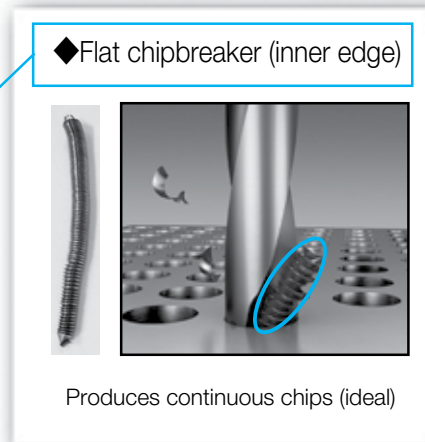 ◆Flat chipbreaker (inner edge)
Produces continuous chips (ideal)